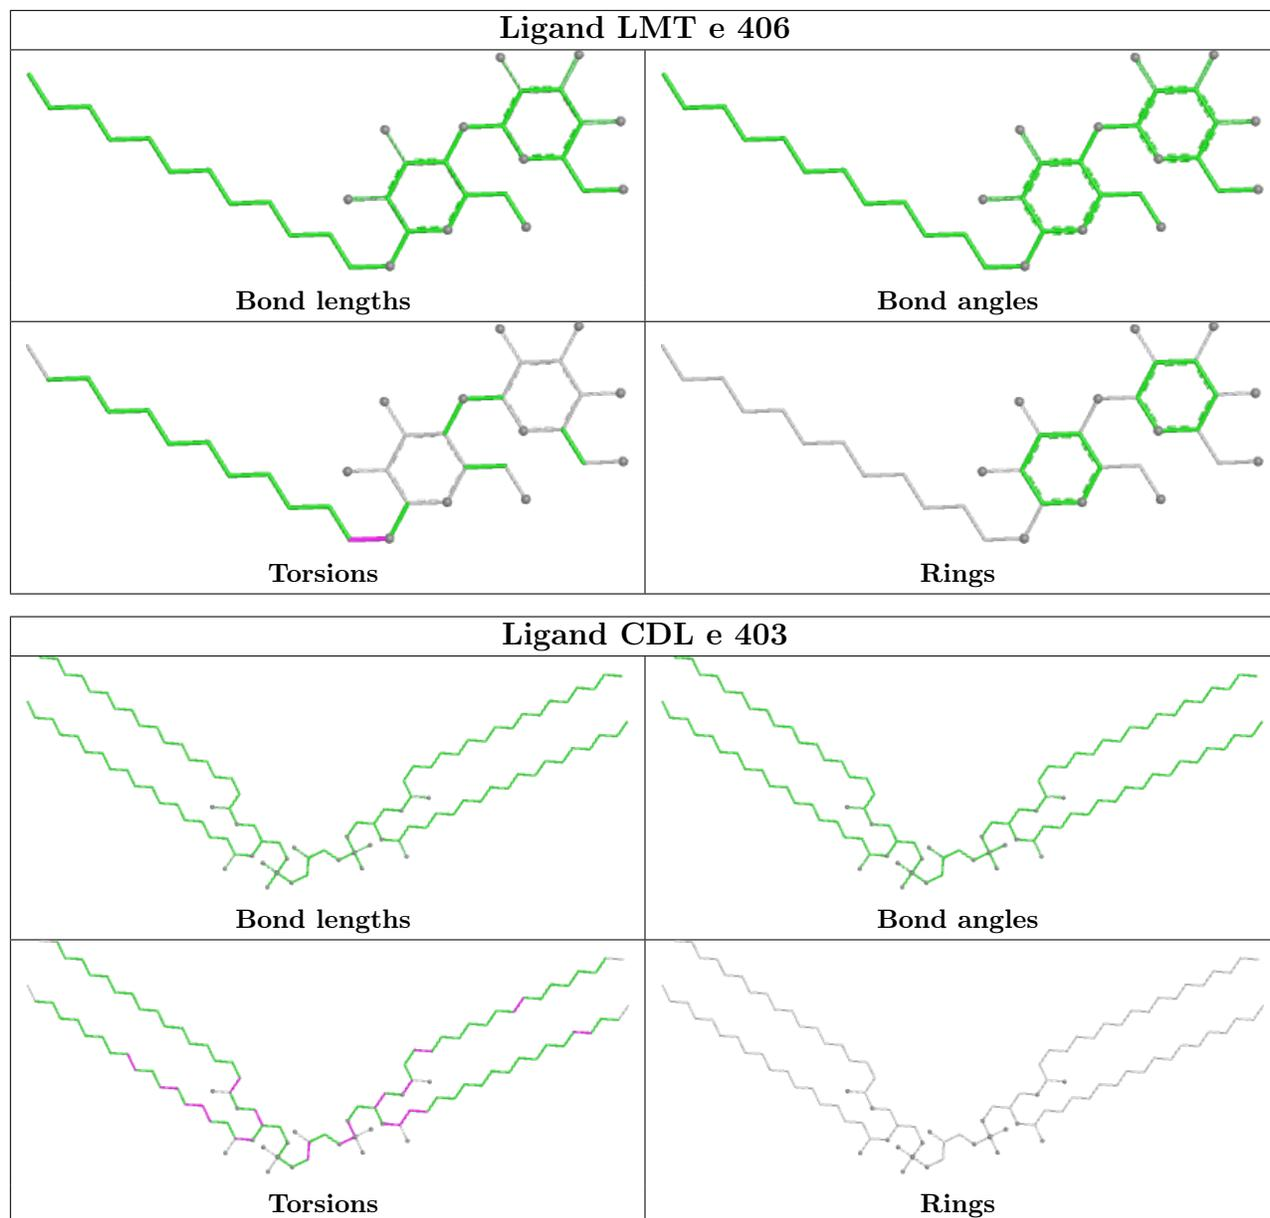 Ligand LMT e 406
Bond lengths
Bond angles
Torsions
Rings
Ligand CDL e 403
Bond lengths
Bond angles
Torsions
Rings